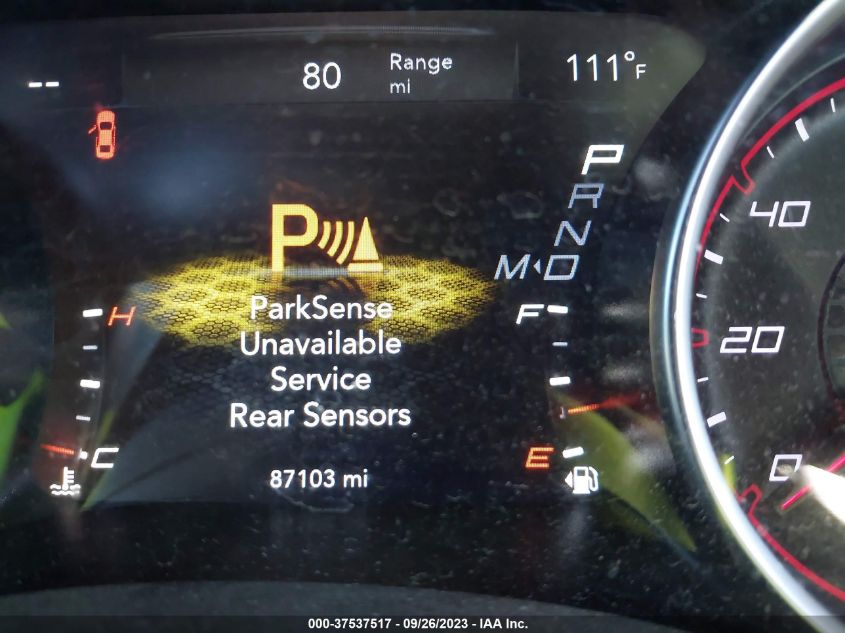 -- 80 Range mi 111°F
P
R
N
M D
P
ParkSense
Unavailable
Service
Rear Sensors
87103 mi
H
C
F
E
40
20
0
000-37537517 - 09/26/2023 - IAA Inc.